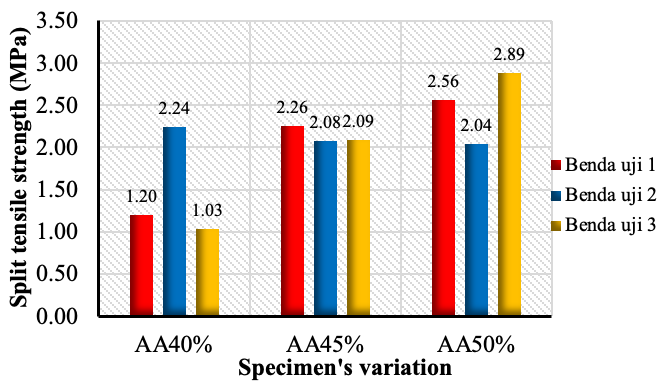 Split tensile strength (MPa)
3.50
3.00
2.50
2.00
1.50
1.00
0.50
0.00
1.20
2.24
1.03
2.26
2.08
2.09
2.56
2.04
2.89
AA40%
AA45%
AA50%
Specimen's variation
Benda uji 1
Benda uji 2
Benda uji 3